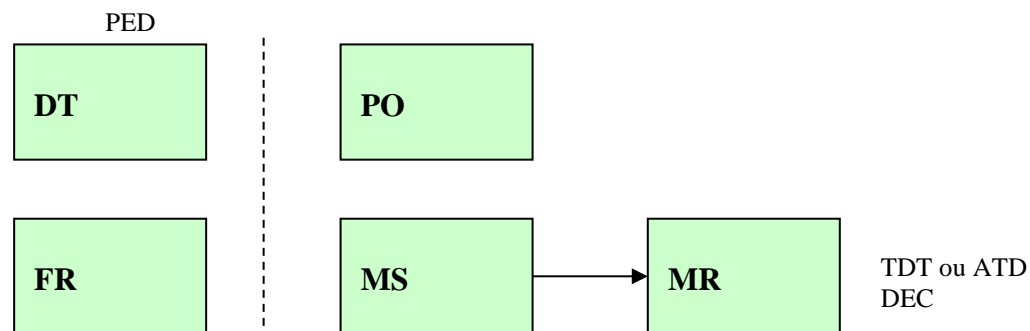 PED
DT
PO
FR
MS
MR
TDT ou ATD
DEC